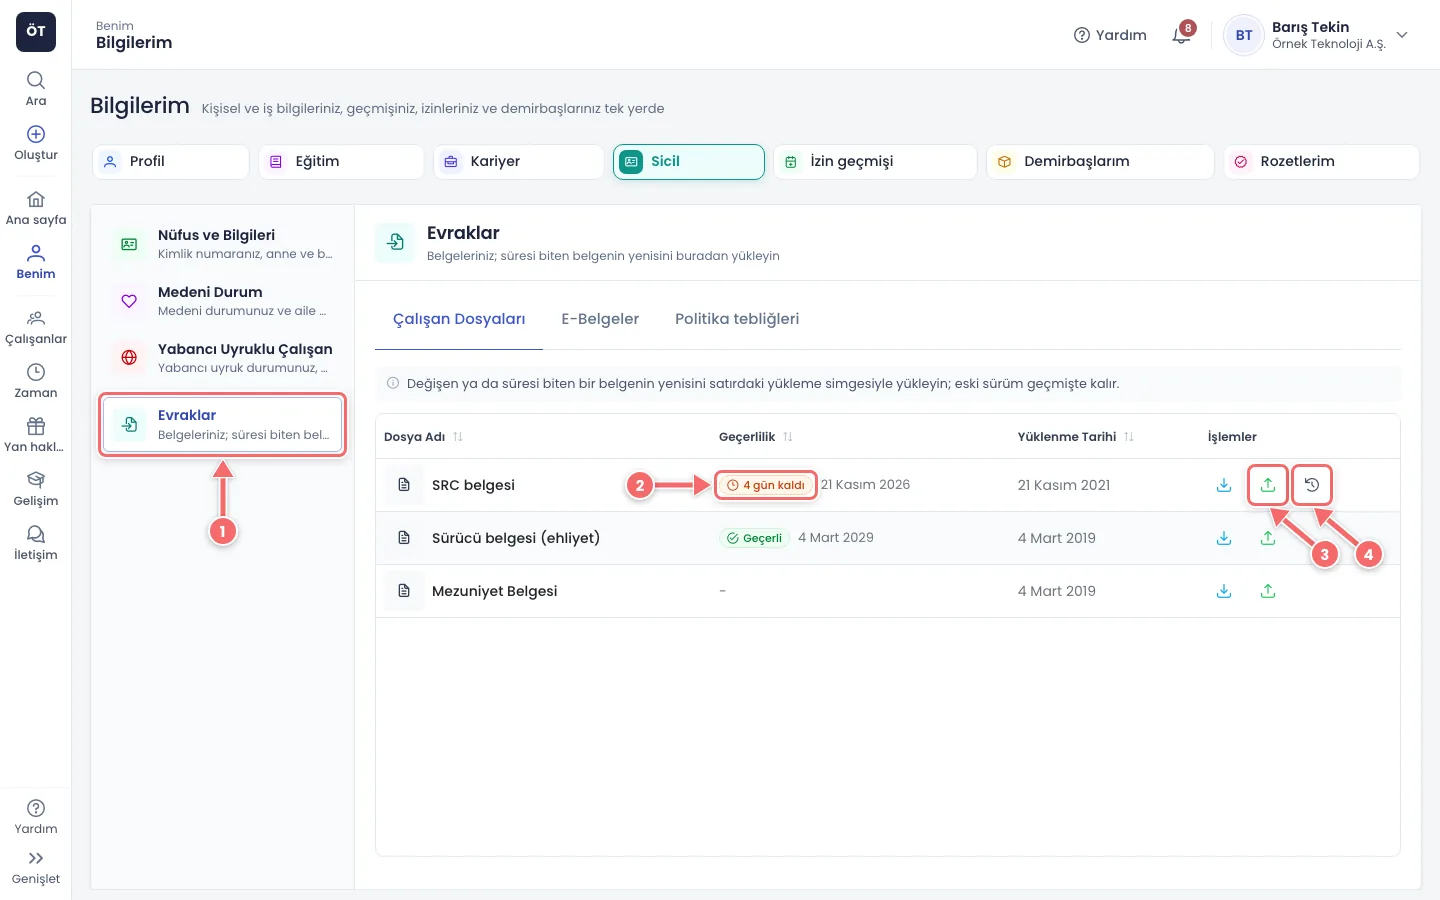 ÖT
Ara
Oluştur
Ana sayfa
Benim
Çalışanlar
Zaman
Yan hakl...
Gelişim
İletişim
Yardım
Genişlet
Benim
Bilgilerim
Yardım
8
BT
Barış Tekin
Örnek Teknoloji A.Ş.
Bilgilerim Kişisel ve iş bilgileriniz, geçmişiniz, izinleriniz ve demirbaşlarınız tek yerde
Profil
Eğitim
Kariyer
Sicil
İzin geçmişi
Demirbaşlarım
Rozetlerim
Nüfus ve Bilgileri
Kimlik numaranız, anne ve b...
Medeni Durum
Medeni durumunuz ve aile ...
Yabancı Uyruklu Çalışan
Yabancı uyruk durumunuz, ...
Evraklar
Belgeleriniz; süresi biten bel...
1
Evraklar
Belgeleriniz; süresi biten belgenin yenisini buradan yükleyin
Çalışan Dosyaları
E-Belgeler
Politika tebliğleri
Değişen ya da süresi biten bir belgenin yenisini satırdaki yükleme simgesiyle yükleyin; eski sürüm geçmişte kalır.
Dosya Adı
Geçerlilik
Yüklenme Tarihi
İşlemler
SRC belgesi
2
4 gün kaldı
21 Kasım 2026
21 Kasım 2021
Sürücü belgesi (ehliyet)
Geçerli
4 Mart 2029
4 Mart 2019
3
4
Mezuniyet Belgesi
-
4 Mart 2019